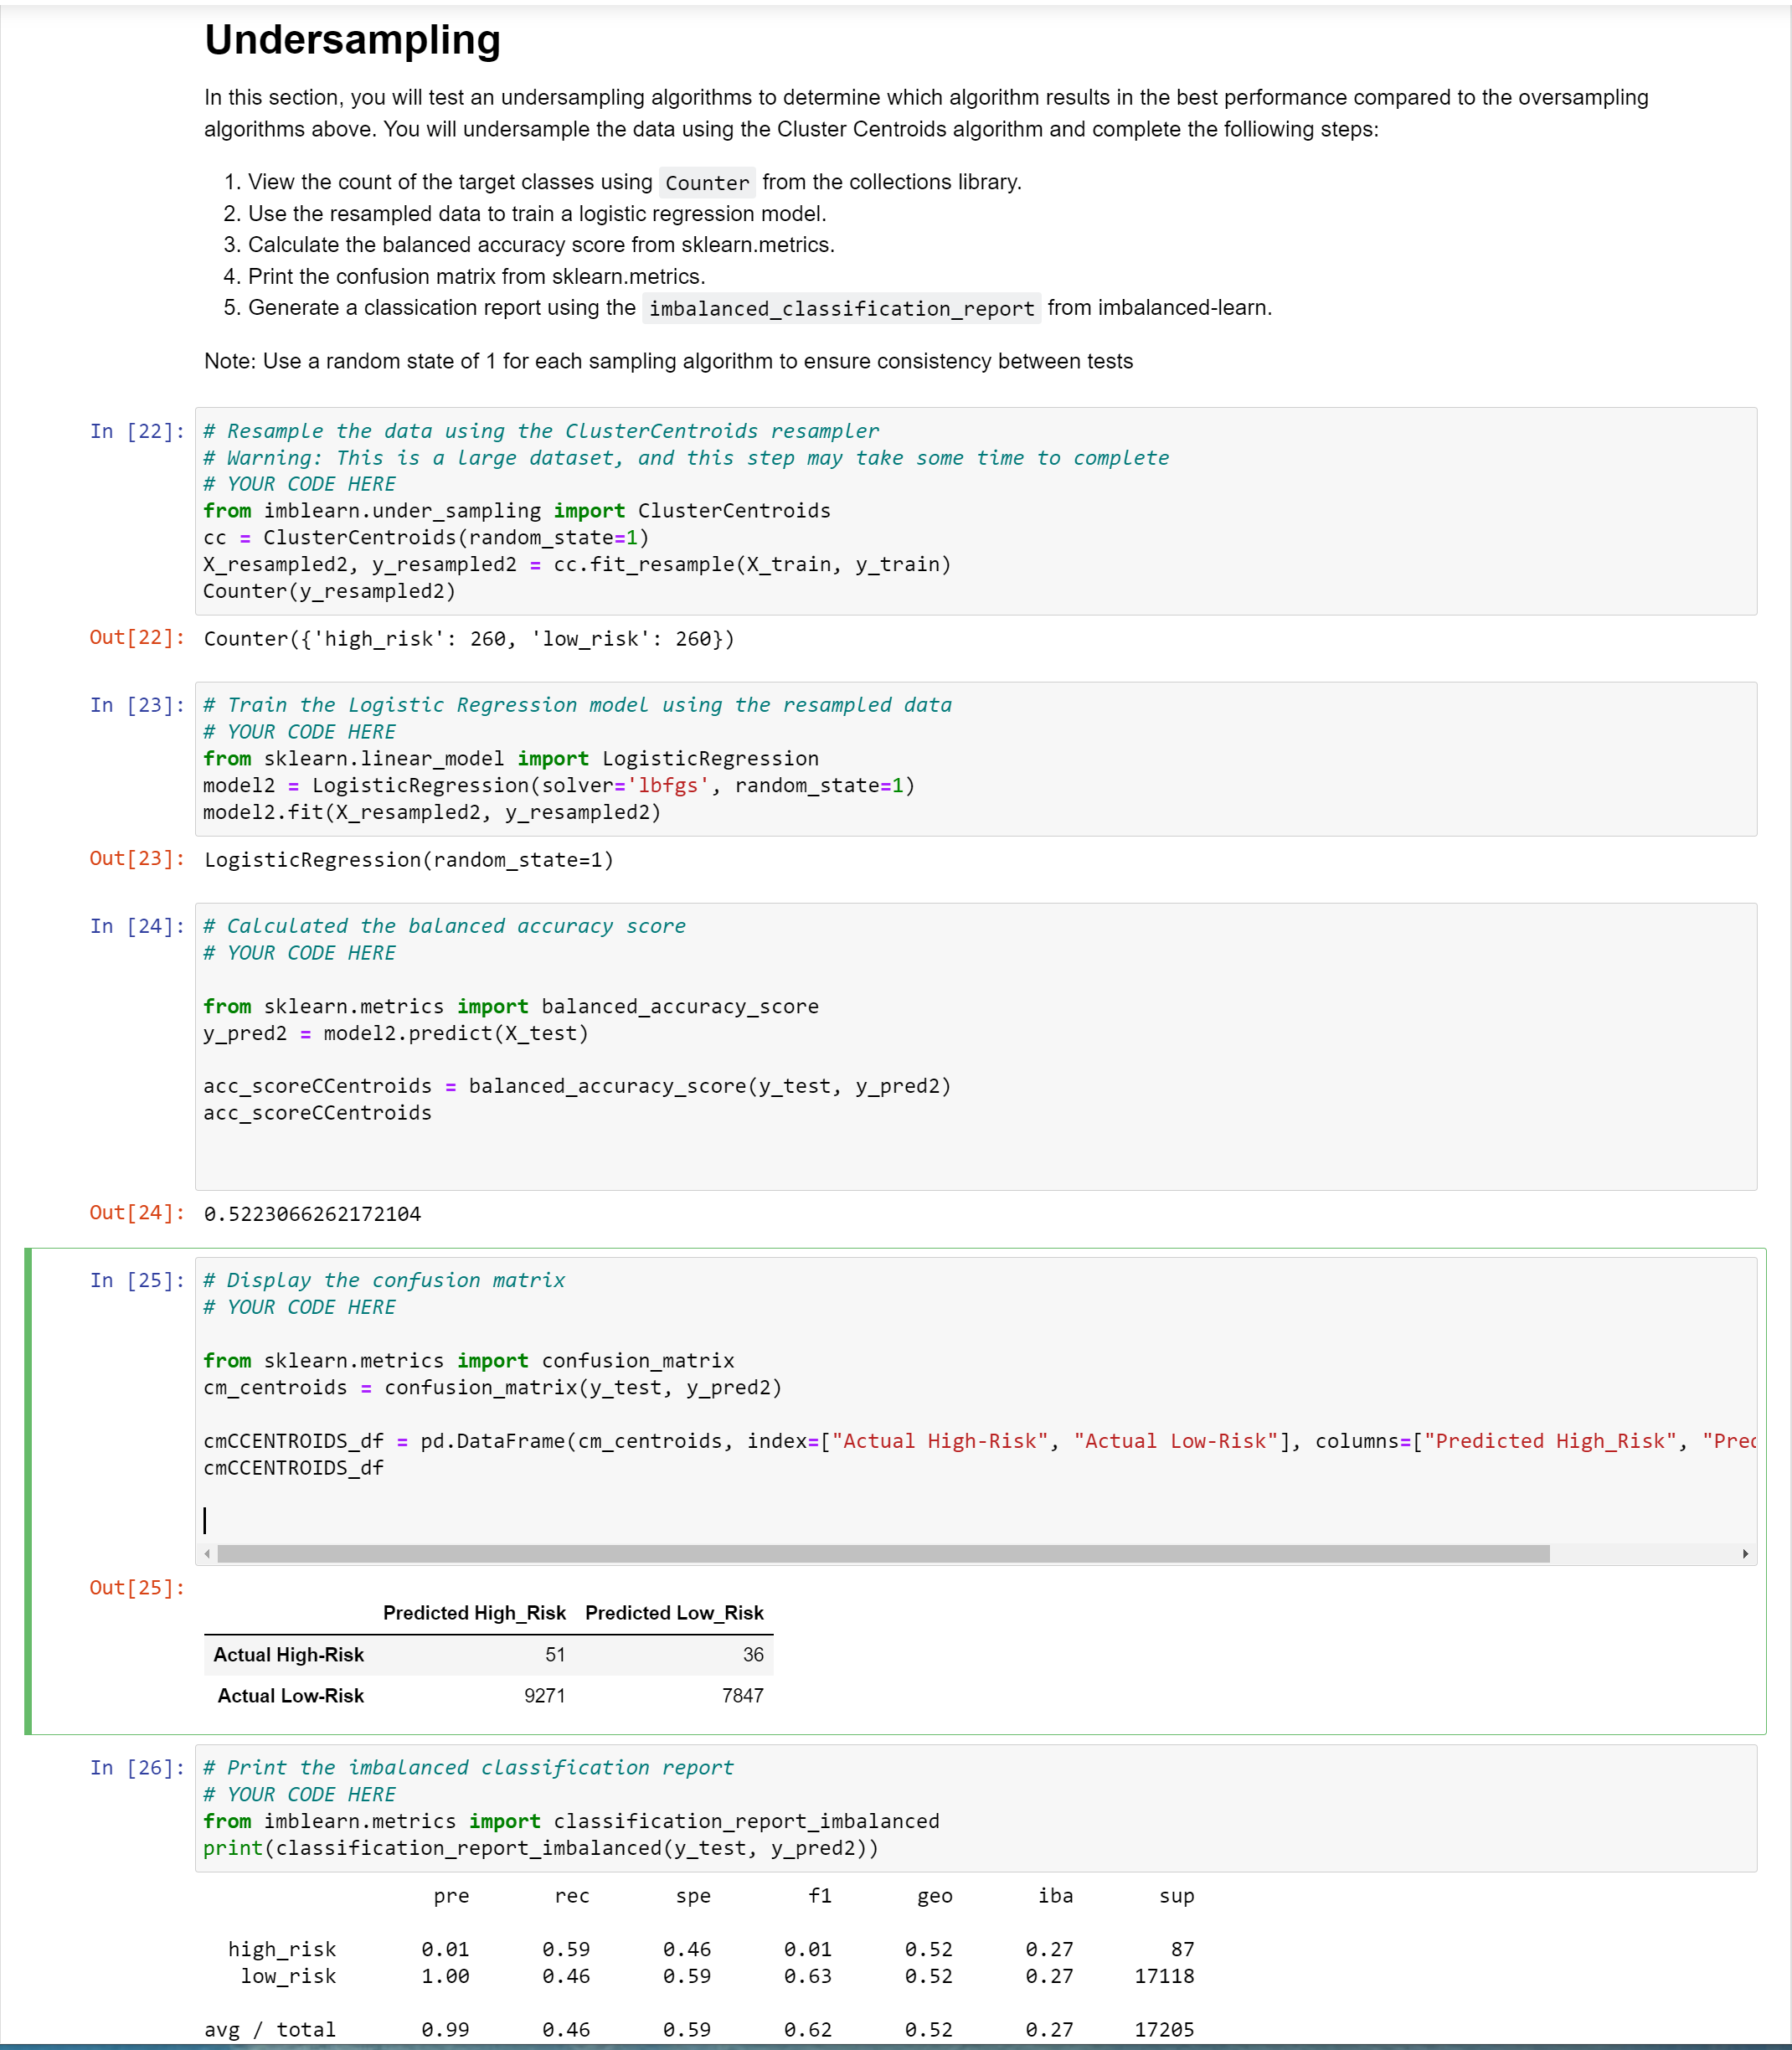 Undersampling
In this section, you will test an undersampling algorithms to determine which algorithm results in the best performance compared to the oversampling
algorithms above. You will undersample the data using the Cluster Centroids algorithm and complete the folliowing steps:
1. View the count of the target classes using Counter from the collections library.
2. Use the resampled data to train a logistic regression model.
3. Calculate the balanced accuracy score from sklearn.metrics.
4. Print the confusion matrix from sklearn.metrics.
5. Generate a classication report using the imbalanced_classification_report from imbalanced-learn.
Note: Use a random state of 1 for each sampling algorithm to ensure consistency between tests
In [22]: # Resample the data using the ClusterCentroids resampler
# Warning: This is a large dataset, and this step may take some time to complete
# YOUR CODE HERE
from imblearn.under_sampling import ClusterCentroids
cc = ClusterCentroids(random_state=1)
X_resampled2, y_resampled2 = cc.fit_resample(X_train, y_train)
Counter(y_resampled2)
Out[22]: Counter({'high_risk': 260, 'low_risk': 260})
In [23]: # Train the Logistic Regression model using the resampled data
# YOUR CODE HERE
from sklearn.linear_model import LogisticRegression
model2 = LogisticRegression(solver='lbfgs', random_state=1)
model2.fit(X_resampled2, y_resampled2)
Out[23]: LogisticRegression(random_state=1)
In [24]: # Calculated the balanced accuracy score
# YOUR CODE HERE
from sklearn.metrics import balanced_accuracy_score
y_pred2 = model2.predict(X_test)
acc_scoreCCentroids = balanced_accuracy_score(y_test, y_pred2)
acc_scoreCCentroids
Out[24]: 0.5223066262172104
In [25]: # Display the confusion matrix
# YOUR CODE HERE
from sklearn.metrics import confusion_matrix
cm_centroids = confusion_matrix(y_test, y_pred2)
cmCCENTROIDS_df = pd.DataFrame(cm_centroids, index=["Actual High-Risk", "Actual Low-Risk"], columns=["Predicted High_Risk", "Pred
cmCCENTROIDS_df
Out[25]:
Predicted High_Risk Predicted Low_Risk
Actual High-Risk 51 36
Actual Low-Risk 9271 7847
In [26]: # Print the imbalanced classification report
# YOUR CODE HERE
from imblearn.metrics import classification_report_imbalanced
print(classification_report_imbalanced(y_test, y_pred2))
pre rec spe f1 geo iba sup
high_risk 0.01 0.59 0.46 0.01 0.52 0.27 87
low_risk 1.00 0.46 0.59 0.63 0.52 0.27 17118
avg / total 0.99 0.46 0.59 0.62 0.52 0.27 17205